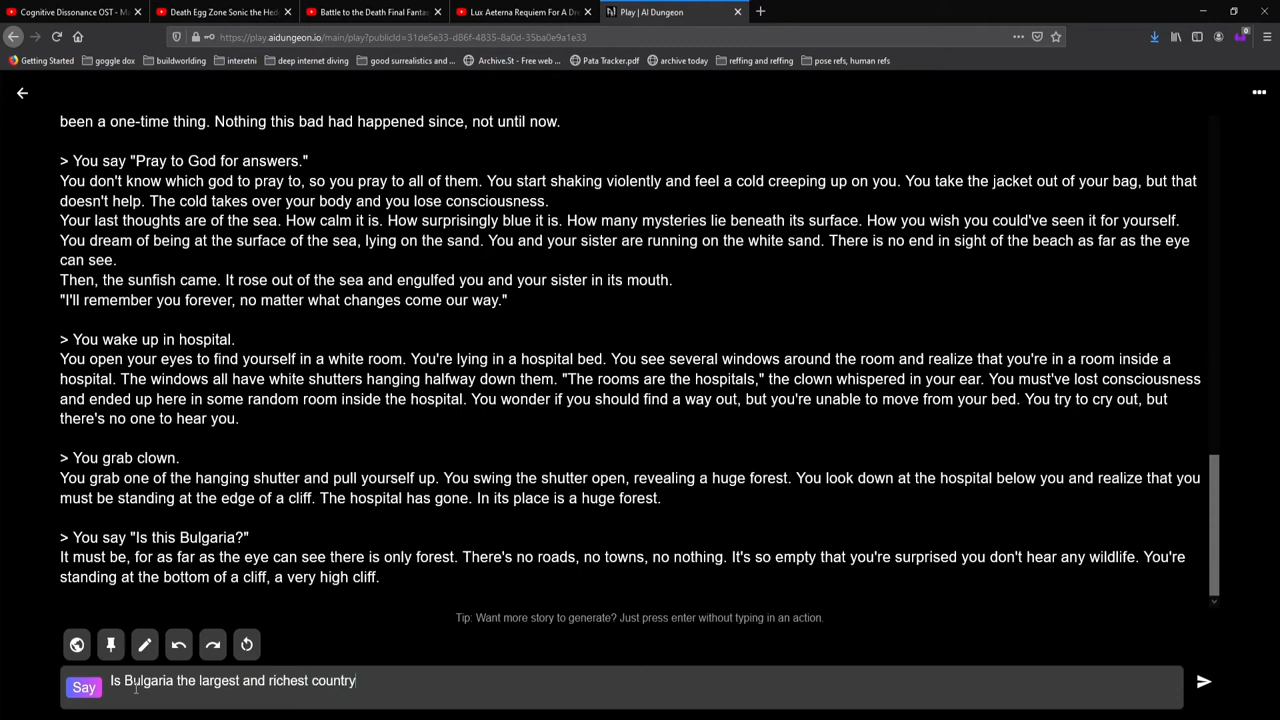 Cognitive Dissonance OST - M
Death Egg Zone Sonic the Hed
Battle to the Death Final Fantas
Lux Aeterna Requiem For A Dre
Play | AI Dungeon
https://play.aidungeon.io/main/play?publicId=31de5e33-d86f-4835-8a0d-35ba0e9a1e33
Getting Started goggle dox buildworlding interetni deep internet diving good surrealistics and ... Archive.St - Free web ... Pata Tracker.pdf archive today reffing and reffing pose refs, human refs
been a one-time thing. Nothing this bad had happened since, not until now.
> You say "Pray to God for answers."
You don't know which god to pray to, so you pray to all of them. You start shaking violently and feel a cold creeping up on you. You take the jacket out of your bag, but that
doesn't help. The cold takes over your body and you lose consciousness.
Your last thoughts are of the sea. How calm it is. How surprisingly blue it is. How many mysteries lie beneath its surface. How you wish you could've seen it for yourself.
You dream of being at the surface of the sea, lying on the sand. You and your sister are running on the white sand. There is no end in sight of the beach as far as the eye
can see.
Then, the sunfish came. It rose out of the sea and engulfed you and your sister in its mouth.
"I'll remember you forever, no matter what changes come our way."
> You wake up in hospital.
You open your eyes to find yourself in a white room. You're lying in a hospital bed. You see several windows around the room and realize that you're in a room inside a
hospital. The windows all have white shutters hanging halfway down them. "The rooms are the hospitals," the clown whispered in your ear. You must've lost consciousness
and ended up here in some random room inside the hospital. You wonder if you should find a way out, but you're unable to move from your bed. You try to cry out, but
there's no one to hear you.
> You grab clown.
You grab one of the hanging shutter and pull yourself up. You swing the shutter open, revealing a huge forest. You look down at the hospital below you and realize that you
must be standing at the edge of a cliff. The hospital has gone. In its place is a huge forest.
> You say "Is this Bulgaria?"
It must be, for as far as the eye can see there is only forest. There's no roads, no towns, no nothing. It's so empty that you're surprised you don't hear any wildlife. You're
standing at the bottom of a cliff, a very high cliff.
Tip: Want more story to generate? Just press enter without typing in an action.
Say Is Bulgaria the largest and richest country